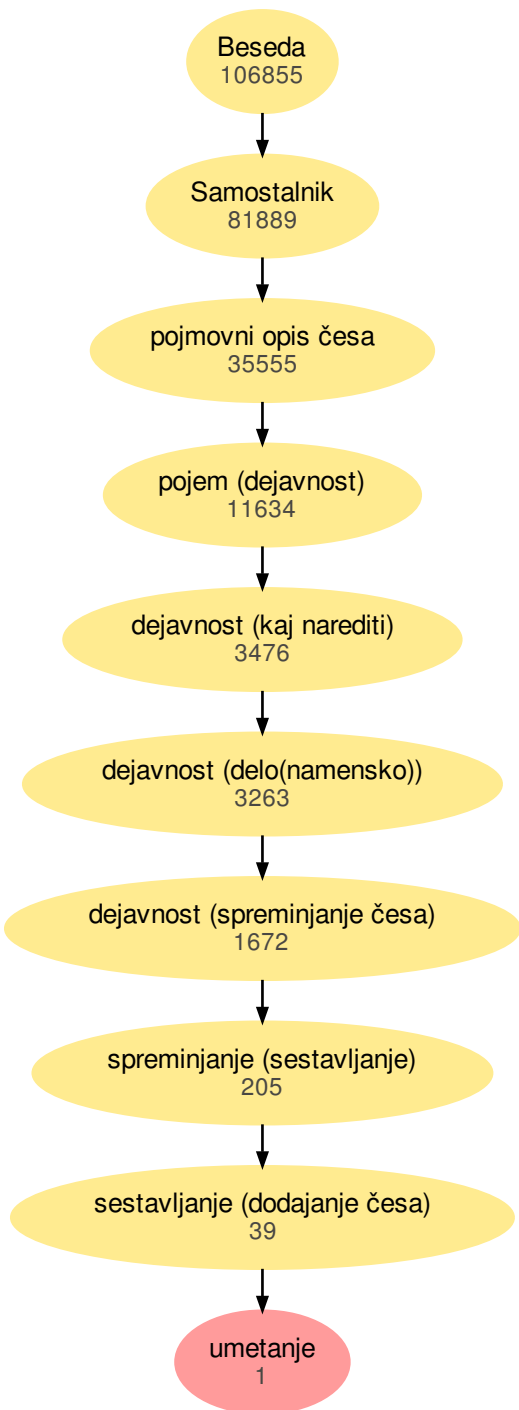 Beseda
106855
Samostalnik
81889
pojmovni opis česa
35555
pojem (dejavnost)
11634
dejavnost (kaj narediti)
3476
dejavnost (delo(namensko))
3263
dejavnost (spreminjanje česa)
1672
spreminjanje (sestavljanje)
205
sestavljanje (dodajanje česa)
39
umetanje
1